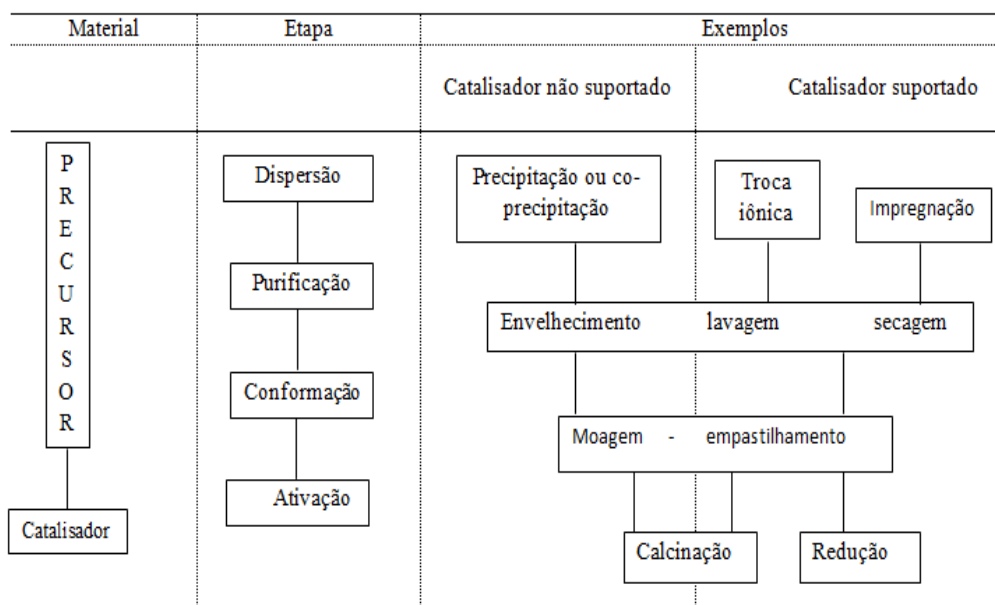 Material Etapa Exemplos
Catalisador não suportado Catalisador suportado
P
R
E
C
U
R
S
O
R
Catalisador
Dispersão
Purificação
Conformação
Ativação
Precipitação ou co-
precipitação
Troca
iônica
Impregnação
Envelhecimento lavagem secagem
Moagem - empastilhamento
Calcinação
Redução